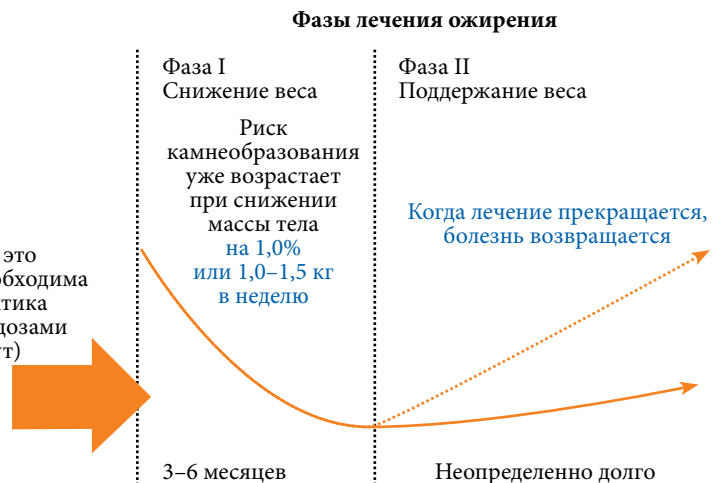 Фазы лечения ожирения
Фаза I
Снижение веса
Фаза II
Поддержание веса
Риск
камнеобразования
уже возрастает
при снижении
массы тела
на 1,0%
или 1,0–1,5 кг
в неделю
Когда лечение прекращается,
болезнь возвращается
это
дозами
3–6 месяцев
Неопределенно долго